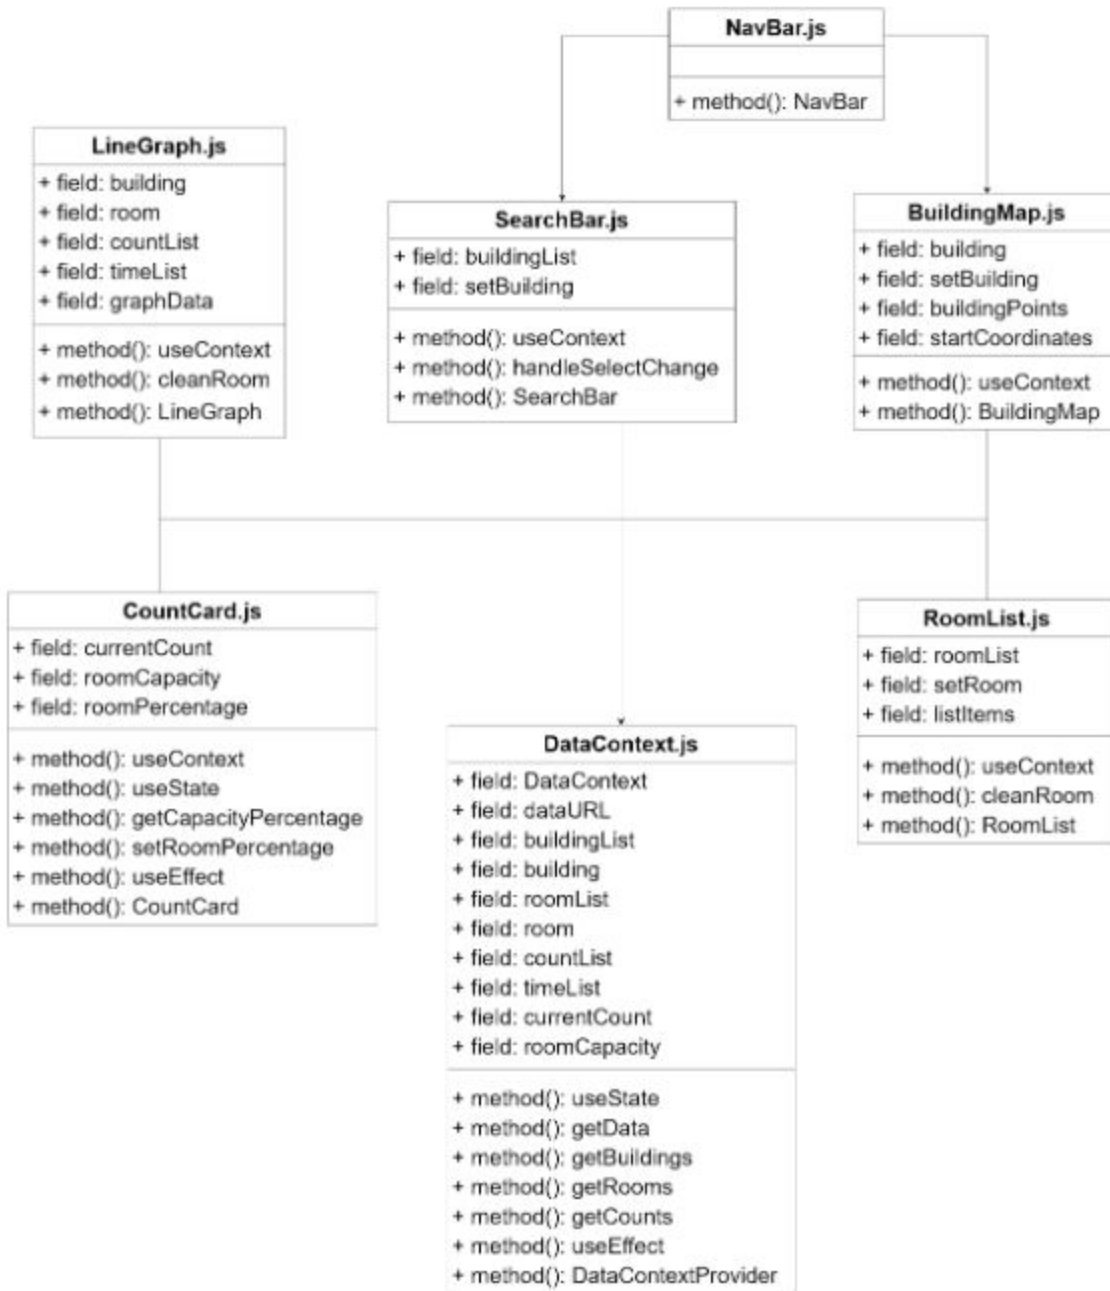 NavBar.js
+ method(): NavBar
LineGraph.js
+ field: building
+ field: room
+ field: countList
+ field: timeList
+ field: graphData
+ method(): useContext
+ method(): cleanRoom
+ method(): LineGraph
SearchBar.js
+ field: buildingList
+ field: setBuilding
+ method(): useContext
+ method(): handleSelectChange
+ method(): SearchBar
BuildingMap.js
+ field: building
+ field: setBuilding
+ field: buildingPoints
+ field: startCoordinates
+ method(): useContext
+ method(): BuildingMap
CountCard.js
+ field: currentCount
+ field: roomCapacity
+ field: roomPercentage
+ method(): useContext
+ method(): useState
+ method(): getCapacityPercentage
+ method(): setRoomPercentage
+ method(): useEffect
+ method(): CountCard
DataContext.js
+ field: DataContext
+ field: dataURL
+ field: buildingList
+ field: building
+ field: roomList
+ field: room
+ field: countList
+ field: timeList
+ field: currentCount
+ field: roomCapacity
+ method(): useState
+ method(): getData
+ method(): getBuildings
+ method(): getRooms
+ method(): getCounts
+ method(): useEffect
+ method(): DataContextProvider
RoomList.js
+ field: roomList
+ field: setRoom
+ field: listItems
+ method(): useContext
+ method(): cleanRoom
+ method(): RoomList